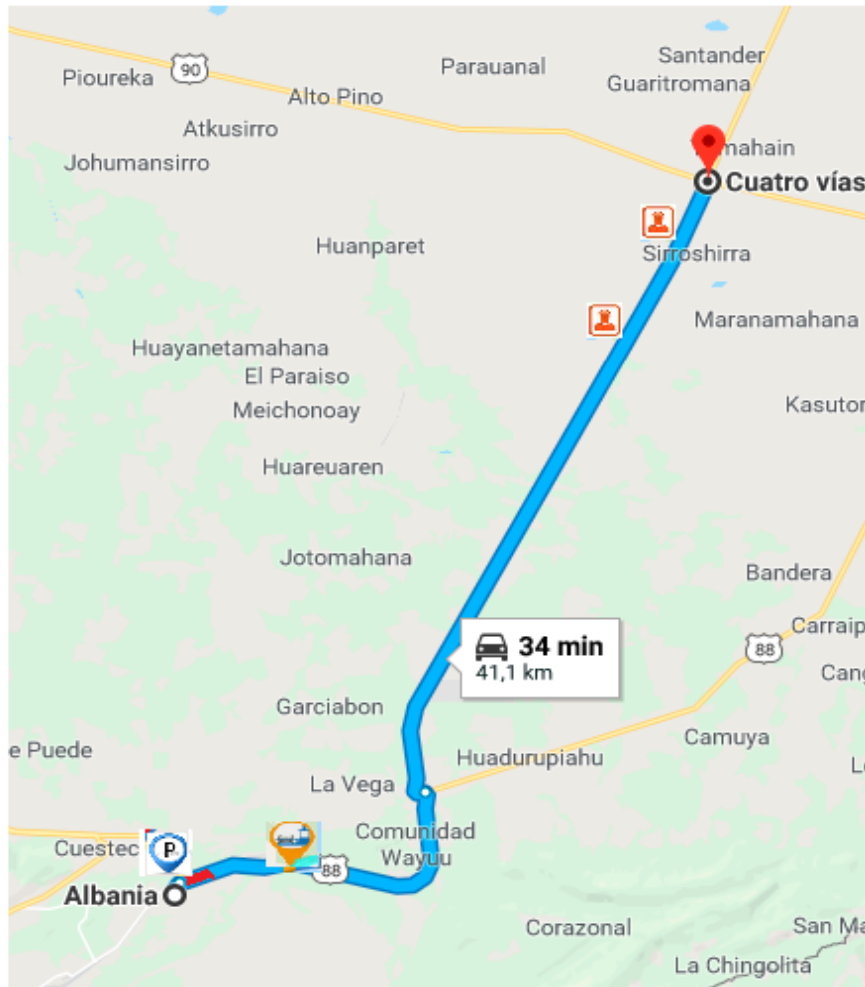 Santander
Parauanal
90
Pioureka
Guaritromana
Alto Pino
Atkusirro
mahain
Johumansirro
Cuatro vías
Huanparet
Sirroshirra
Maranamahana
Huayanetamahana
El Paraiso
Kasutor
Meichonoay
Huareuaren
Jotomahana
Bandera
Carraip
34 min
88
41,1 km
Cang
Garciabon
Camuya
e Puede
Huadurupiahu
La Vega
Comunidad
Wayuu
Cuestec
P
88
Albania
Corazonal
San Ma
La Chingolita